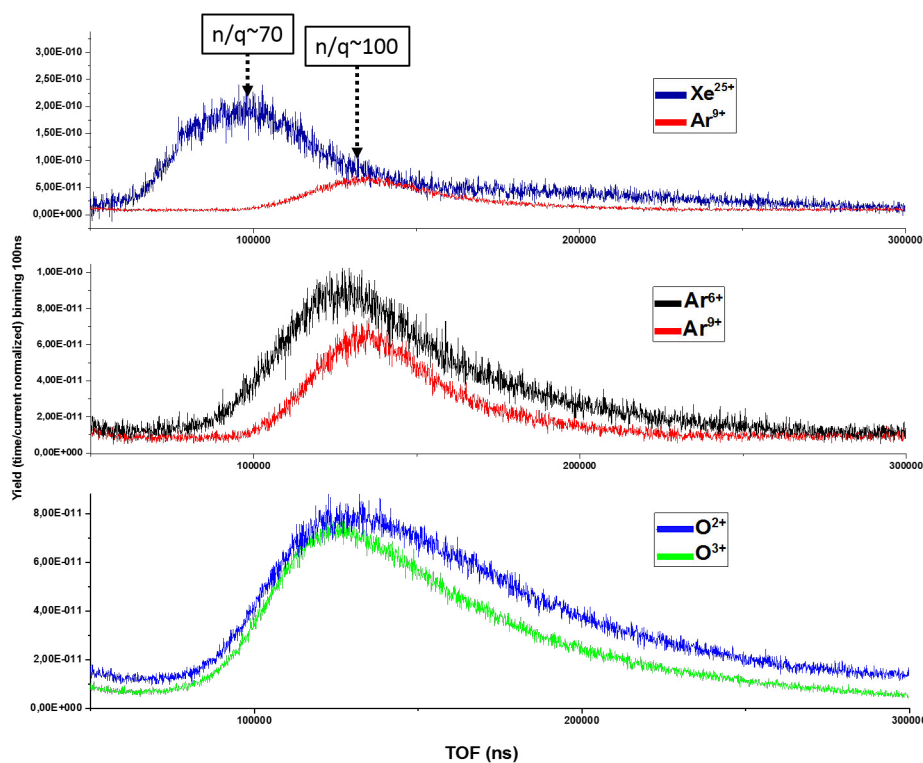 n/q~70
n/q~100
3,00E-010
2,50E-010
2,00E-010
1,50E-010
1,00E-010
5,00E-011
0,00E+000
Xe25+
Ar9+
100000
200000
300000
1,00E-010
8,00E-011
6,00E-011
4,00E-011
2,00E-011
0,00E+000
Ar6+
Ar9+
100000
200000
300000
Yield (time/current normalized) binning 100ns
8,00E-011
6,00E-011
4,00E-011
2,00E-011
0,00E+000
O2+
O3+
100000
200000
300000
TOF (ns)